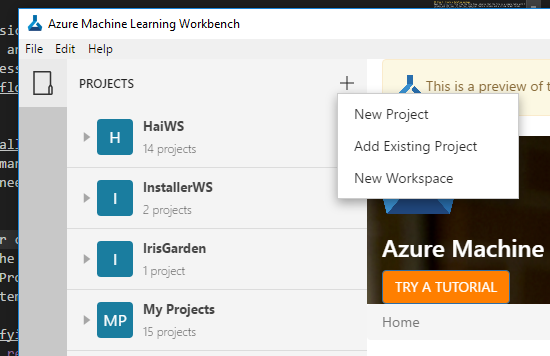 Azure Machine Learning Workbench
File Edit Help
PROJECTS
This is a preview of t
New Project
Add Existing Project
New Workspace
H
HaiWS
14 projects
I
InstallerWS
2 projects
I
IrisGarden
1 project
MP
My Projects
15 projects
Azure Machine
TRY A TUTORIAL
Home